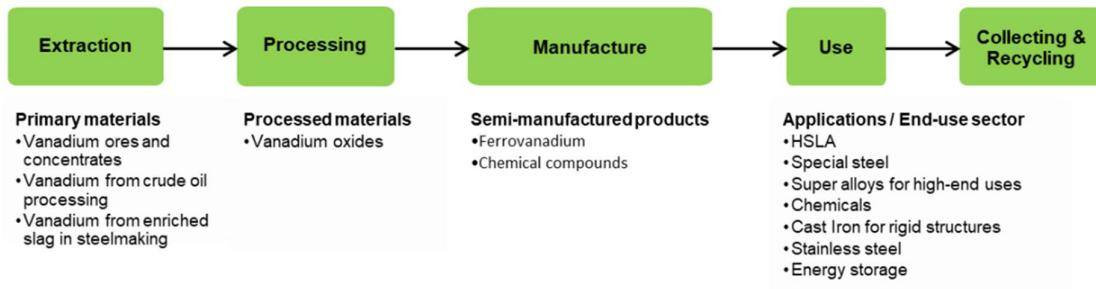 Extraction
Processing
Manufacture
Use
Collecting &
Recycling
Primary materials
•Vanadium ores and
concentrates
•Vanadium from crude oil
processing
•Vanadium from enriched
slag in steelmaking
Processed materials
•Vanadium oxides
Semi-manufactured products
•Ferrovanadium
•Chemical compounds
Applications / End-use sector
•HSLA
•Special steel
•Super alloys for high-end uses
•Chemicals
•Cast Iron for rigid structures
•Stainless steel
•Energy storage